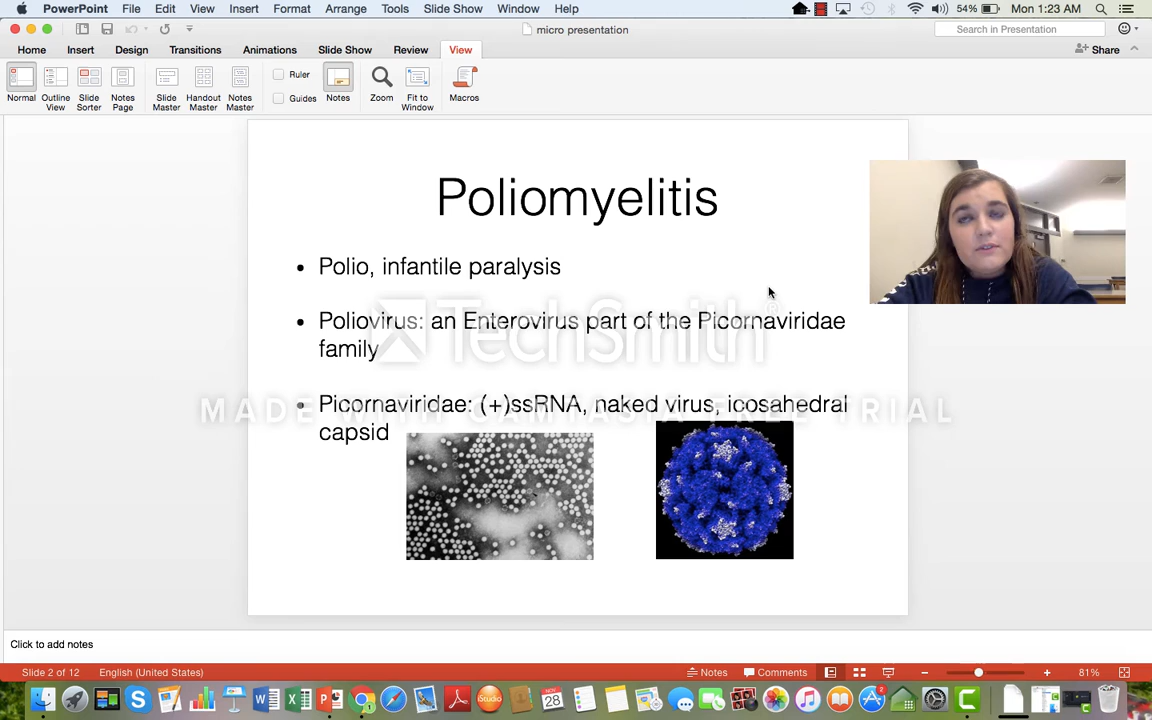 PowerPoint File Edit View Insert Format Arrange Tools Slide Show Window Help 54% Mon 1:23 AM
micro presentation
Search in Presentation
Home Insert Design Transitions Animations Slide Show Review View
Share
Ruler
Guides
Normal Outline View Slide Sorter Notes Page Slide Master Handout Master Notes Master Notes Zoom Fit to Window Macros
Poliomyelitis
• Polio, infantile paralysis
• Poliovirus: an Enterovirus part of the Picornaviridae
family
TechSmith®
• Picornaviridae: (+)ssRNA, naked virus, icosahedral
capsid
MADE WITH CAMTASIA FREE TRIAL
Click to add notes
Slide 2 of 12 English (United States) Notes Comments 81%
NOV
28